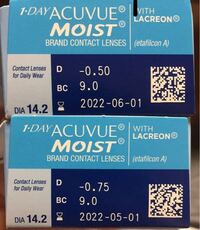 1-DAY ACUVUE® WITH
MOIST® LACREON®
BRAND CONTACT LENSES (etafilcon A)
Contact Lenses
for Daily Wear
D -0.50
BC 9.0
2022-06-01
DIA 14.2
1-DAY ACUVUE® WITH
MOIST® LACREON®
BRAND CONTACT LENSES (etafilcon A)
Contact Lenses
for Daily Wear
D -0.75
BC 9.0
2022-05-01
DIA 14.2